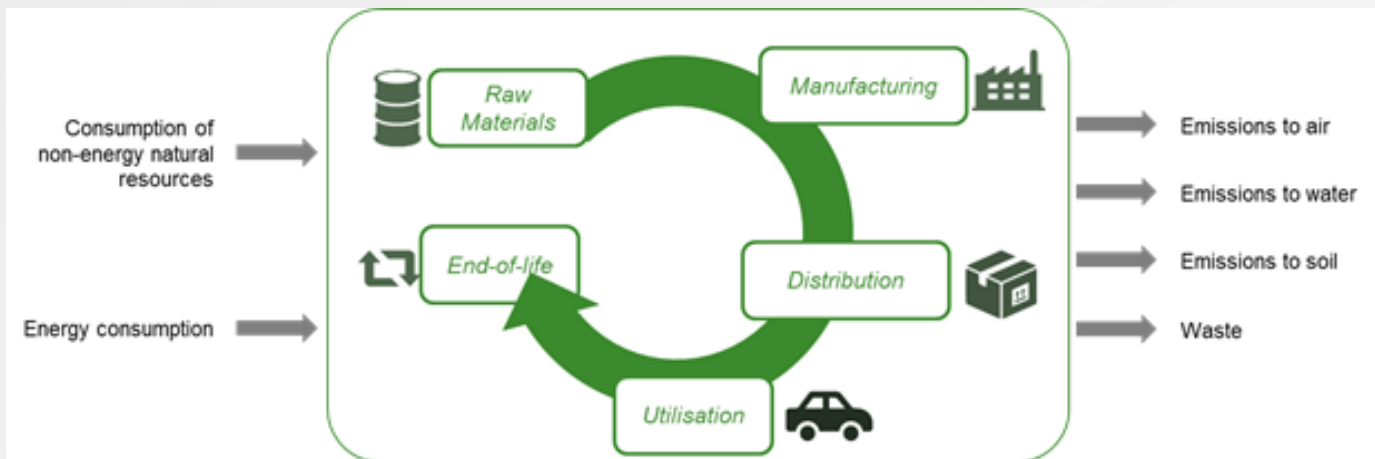 Consumption of
non-energy natural
resources
Energy consumption
Raw
Materials
Manufacturing
Distribution
Utilisation
End-of-life
Emissions to air
Emissions to water
Emissions to soil
Waste